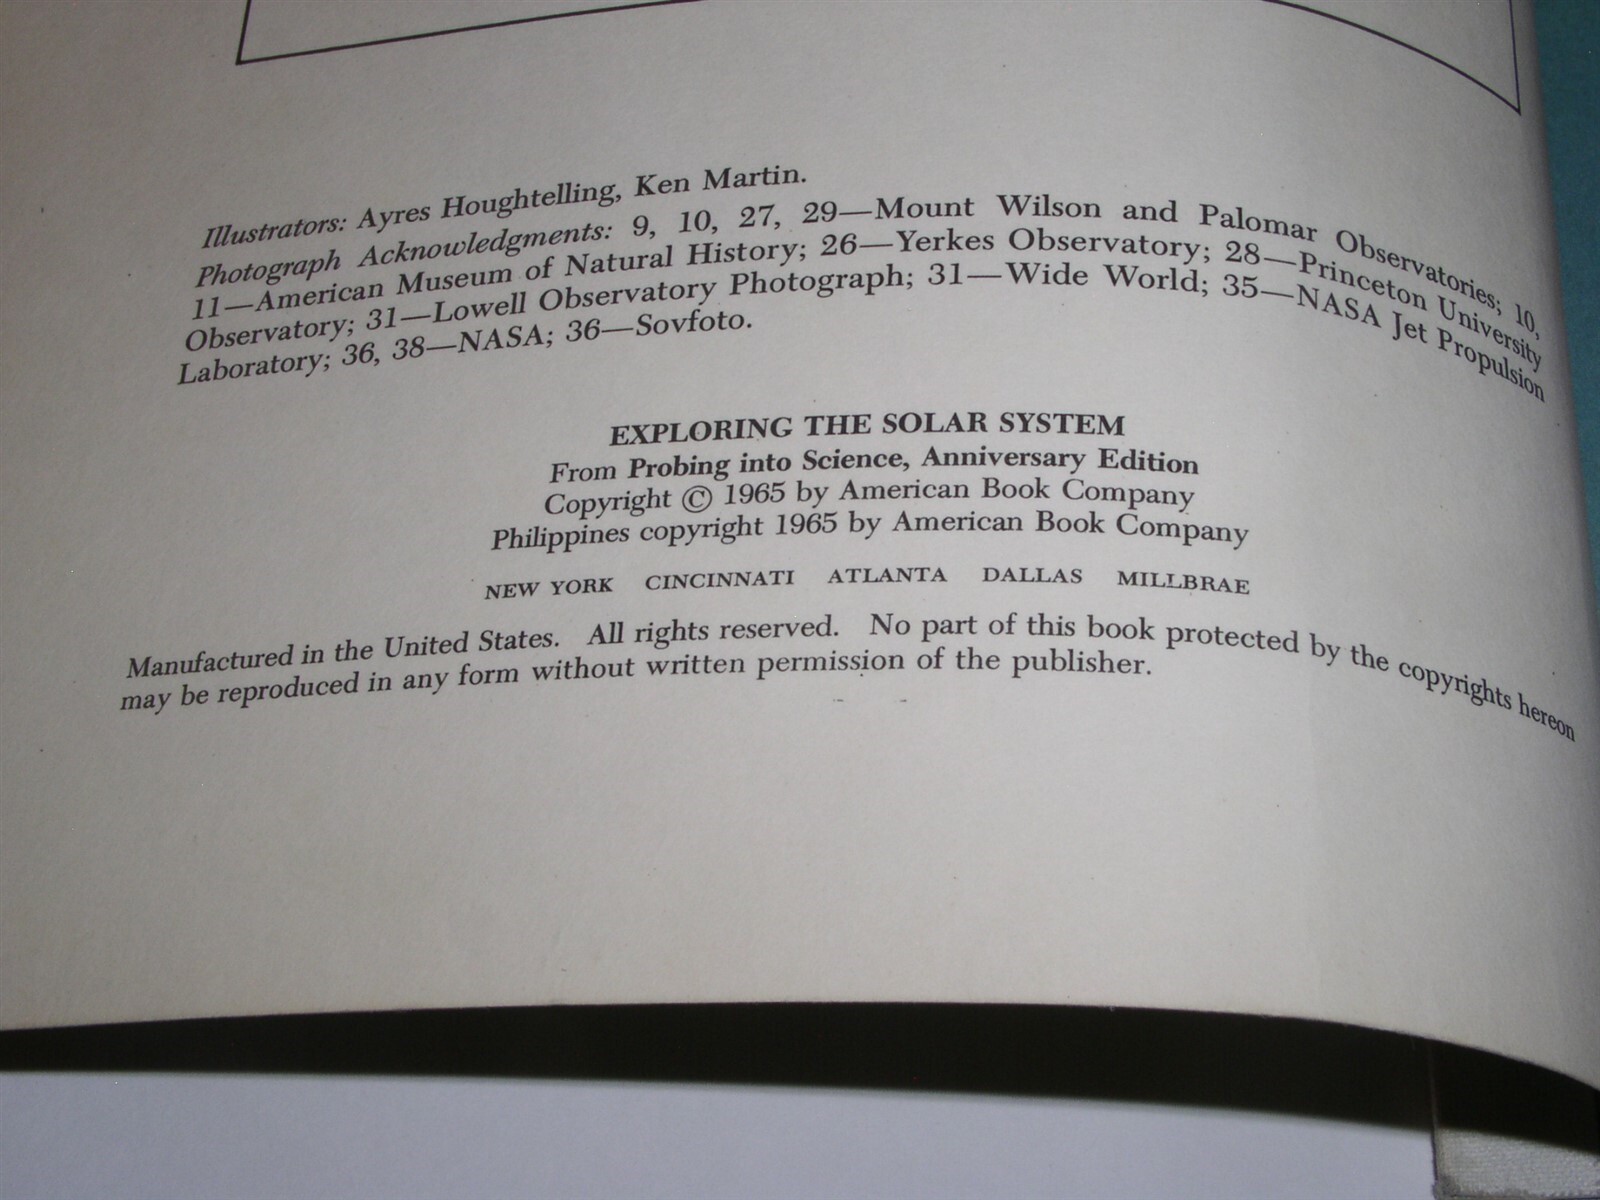 Illustrators: Ayres Houghtelling, Ken Martin.
Photograph Acknowledgments: 9, 10, 27, 29—Mount Wilson and Palomar Observatories; 10,
11—American Museum of Natural History; 26—Yerkes Observatory; 28—Princeton University
Observatory; 31—Lowell Observatory Photograph; 31—Wide World; 35—NASA Jet Propulsion
Laboratory; 36, 38—NASA; 36—Sovfoto.
EXPLORING THE SOLAR SYSTEM
From Probing into Science, Anniversary Edition
Copyright © 1965 by American Book Company
Philippines copyright 1965 by American Book Company
NEW YORK CINCINNATI ATLANTA DALLAS MILLBRAE
Manufactured in the United States. All rights reserved. No part of this book protected by the copyrights hereon
may be reproduced in any form without written permission of the publisher.